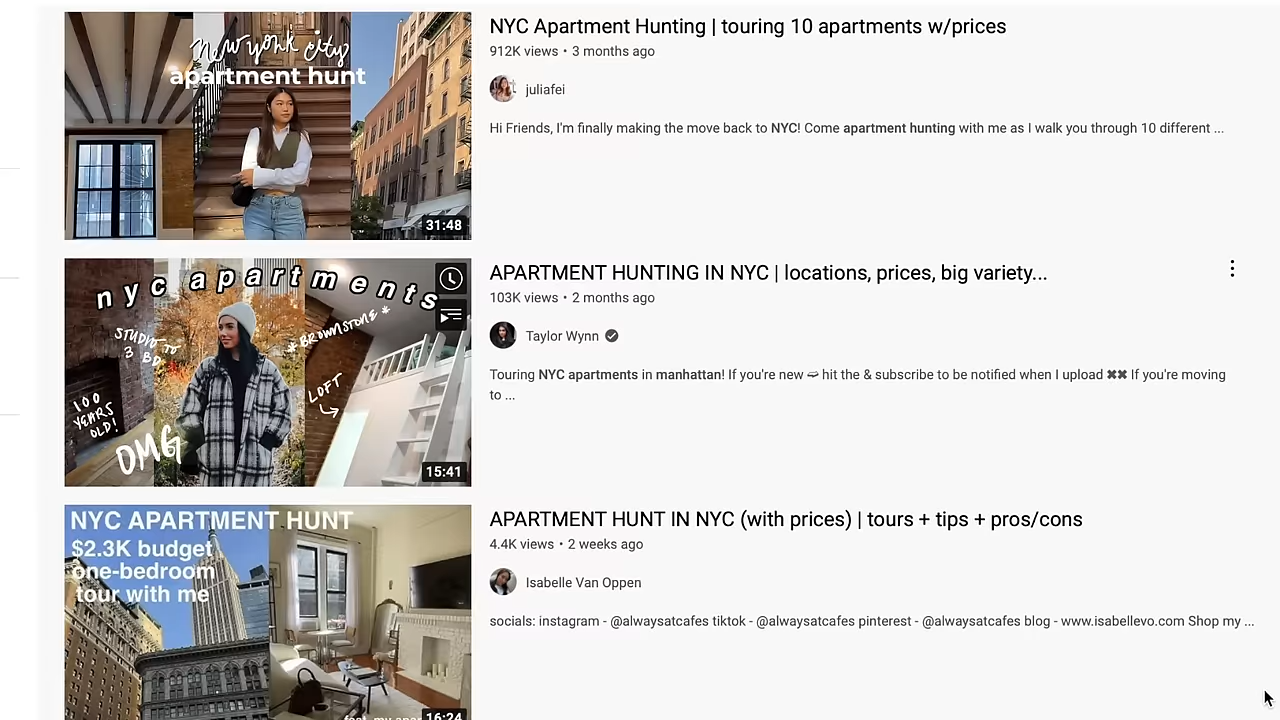 New york city
apartment hunt
31:48
NYC Apartment Hunting | touring 10 apartments w/prices
912K views • 3 months ago
juliafei
Hi Friends, I'm finally making the move back to NYC! Come apartment hunting with me as I walk you through 10 different ...
nyc apartments
STUDIO TO
3 BD
*BROWNSTONE*
LOFT
100
YEARS
OLD!
OMG
15:41
APARTMENT HUNTING IN NYC | locations, prices, big variety...
103K views • 2 months ago
Taylor Wynn
Touring NYC apartments in manhattan! If you're new ➫ hit the & subscribe to be notified when I upload ✖✖ If you're moving
to ...
NYC APARTMENT HUNT
$2.3K budget
one-bedroom
tour with me
16:24
APARTMENT HUNT IN NYC (with prices) | tours + tips + pros/cons
4.4K views • 2 weeks ago
Isabelle Van Oppen
socials: instagram - @alwaysatcafes tiktok - @alwaysatcafes pinterest - @alwaysatcafes blog - www.isabellevo.com Shop my ...